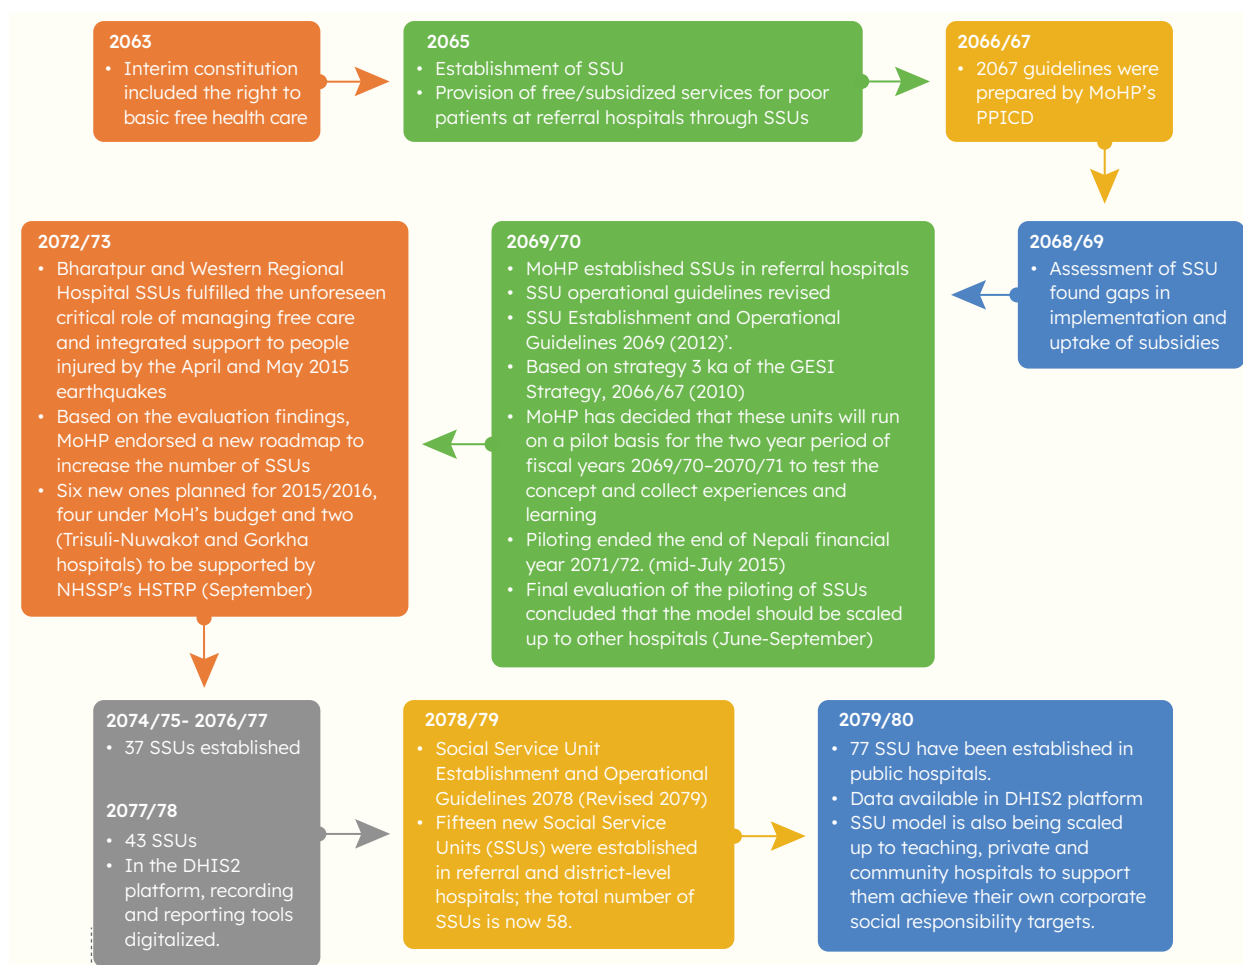 2063
• Interim constitution
included the right to
basic free health care
2065
• Establishment of SSU
• Provision of free/subsidized services for poor
patients at referral hospitals through SSUs
2066/67
• 2067 guidelines were
prepared by MoHP's
PPICD
2068/69
• Assessment of SSU
found gaps in
implementation and
uptake of subsidies
2069/70
• MoHP established SSUs in referral hospitals
• SSU operational guidelines revised
• SSU Establishment and Operational
Guidelines 2069 (2012)'.
• Based on strategy 3 ka of the GESI
Strategy, 2066/67 (2010)
• MoHP has decided that these units will run
on a pilot basis for the two year period of
fiscal years 2069/70–2070/71 to test the
concept and collect experiences and
learning
• Piloting ended the end of Nepali financial
year 2071/72. (mid-July 2015)
• Final evaluation of the piloting of SSUs
concluded that the model should be scaled
up to other hospitals (June-September)
2072/73
• Bharatpur and Western Regional
Hospital SSUs fulfilled the unforeseen
critical role of managing free care
and integrated support to people
injured by the April and May 2015
earthquakes
• Based on the evaluation findings,
MoHP endorsed a new roadmap to
increase the number of SSUs
• Six new ones planned for 2015/2016,
four under MoH's budget and two
(Trisuli-Nuwakot and Gorkha
hospitals) to be supported by
NHSSP's HSTRP (September)
2074/75- 2076/77
• 37 SSUs established
2077/78
• 43 SSUs
• In the DHIS2
platform, recording
and reporting tools
digitalized.
2078/79
• Social Service Unit
Establishment and Operational
Guidelines 2078 (Revised 2079)
• Fifteen new Social Service
Units (SSUs) were established
in referral and district-level
hospitals; the total number of
SSUs is now 58.
2079/80
• 77 SSU have been established in
public hospitals.
• Data available in DHIS2 platform
• SSU model is also being scaled
up to teaching, private and
community hospitals to support
them achieve their own corporate
social responsibility targets.